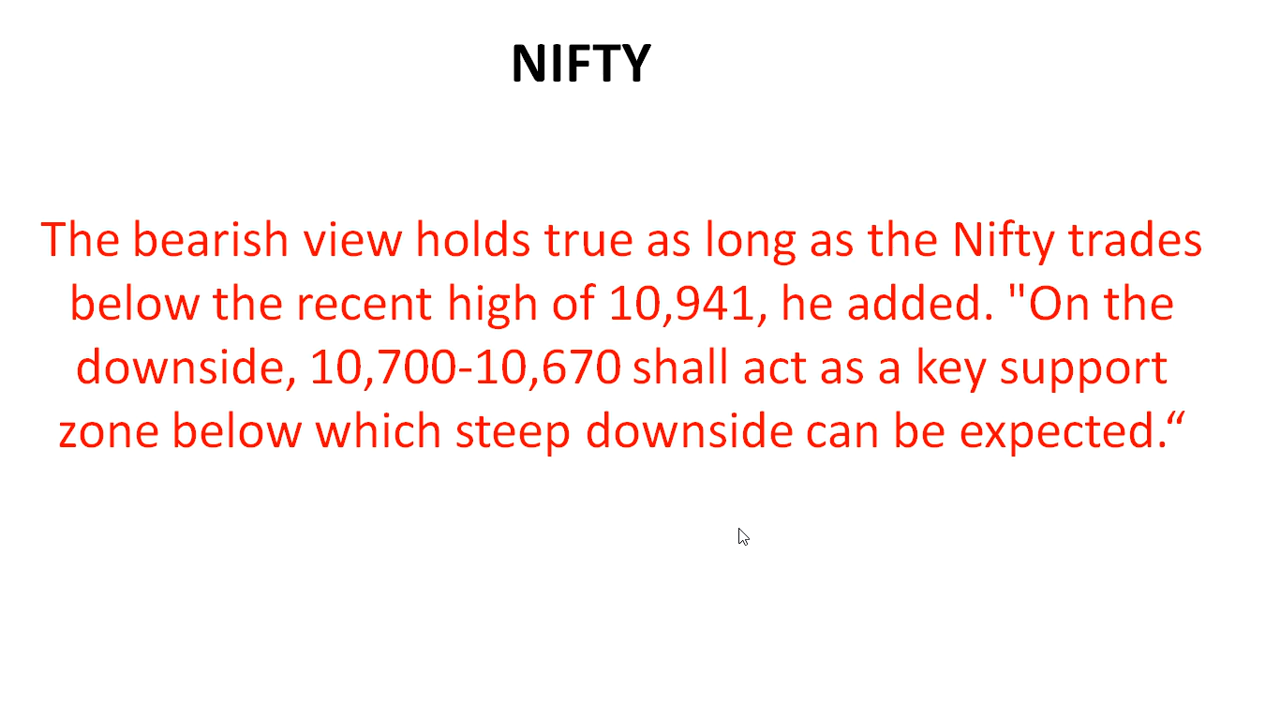 NIFTY
The bearish view holds true as long as the Nifty trades
below the recent high of 10,941, he added. "On the
downside, 10,700-10,670 shall act as a key support
zone below which steep downside can be expected.“